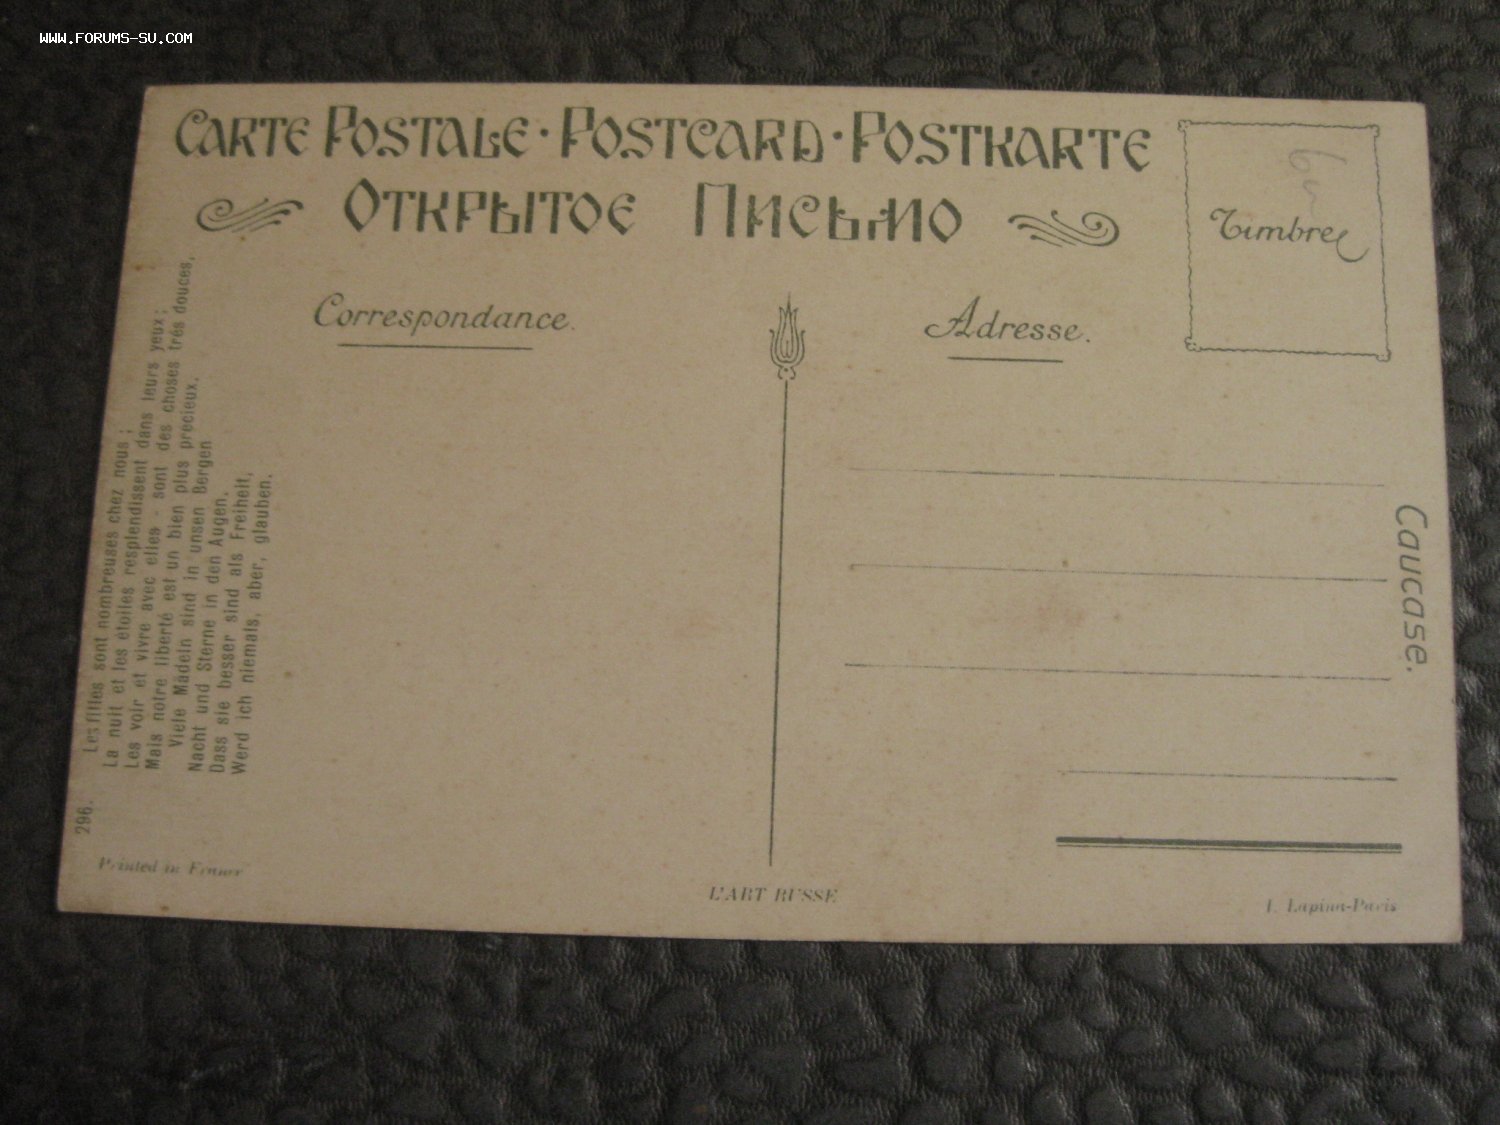 WWW.FORUMS-SU.COM
CARTE POSTALE · POSTCARD · POSTKARTE
ОТКРЫТОЕ ПИСЬМО
Timbre
Correspondance.
Adresse.
Les filles sont nombreuses chez nous ;
La nuit et les étoiles resplendissent dans leurs yeux ;
Les voir et vivre avec elles - sont des choses très douces,
Mais notre liberté est un bien plus precieux.
Viele Mädeln sind in unsen Bergen
Nacht und Sterne in den Augen,
Dass sie besser sind als Freiheit,
Werd ich niemals, aber, glauben.
296.
Caucase.
Printed in France
L'ART RUSSE
I. Lapina-Paris